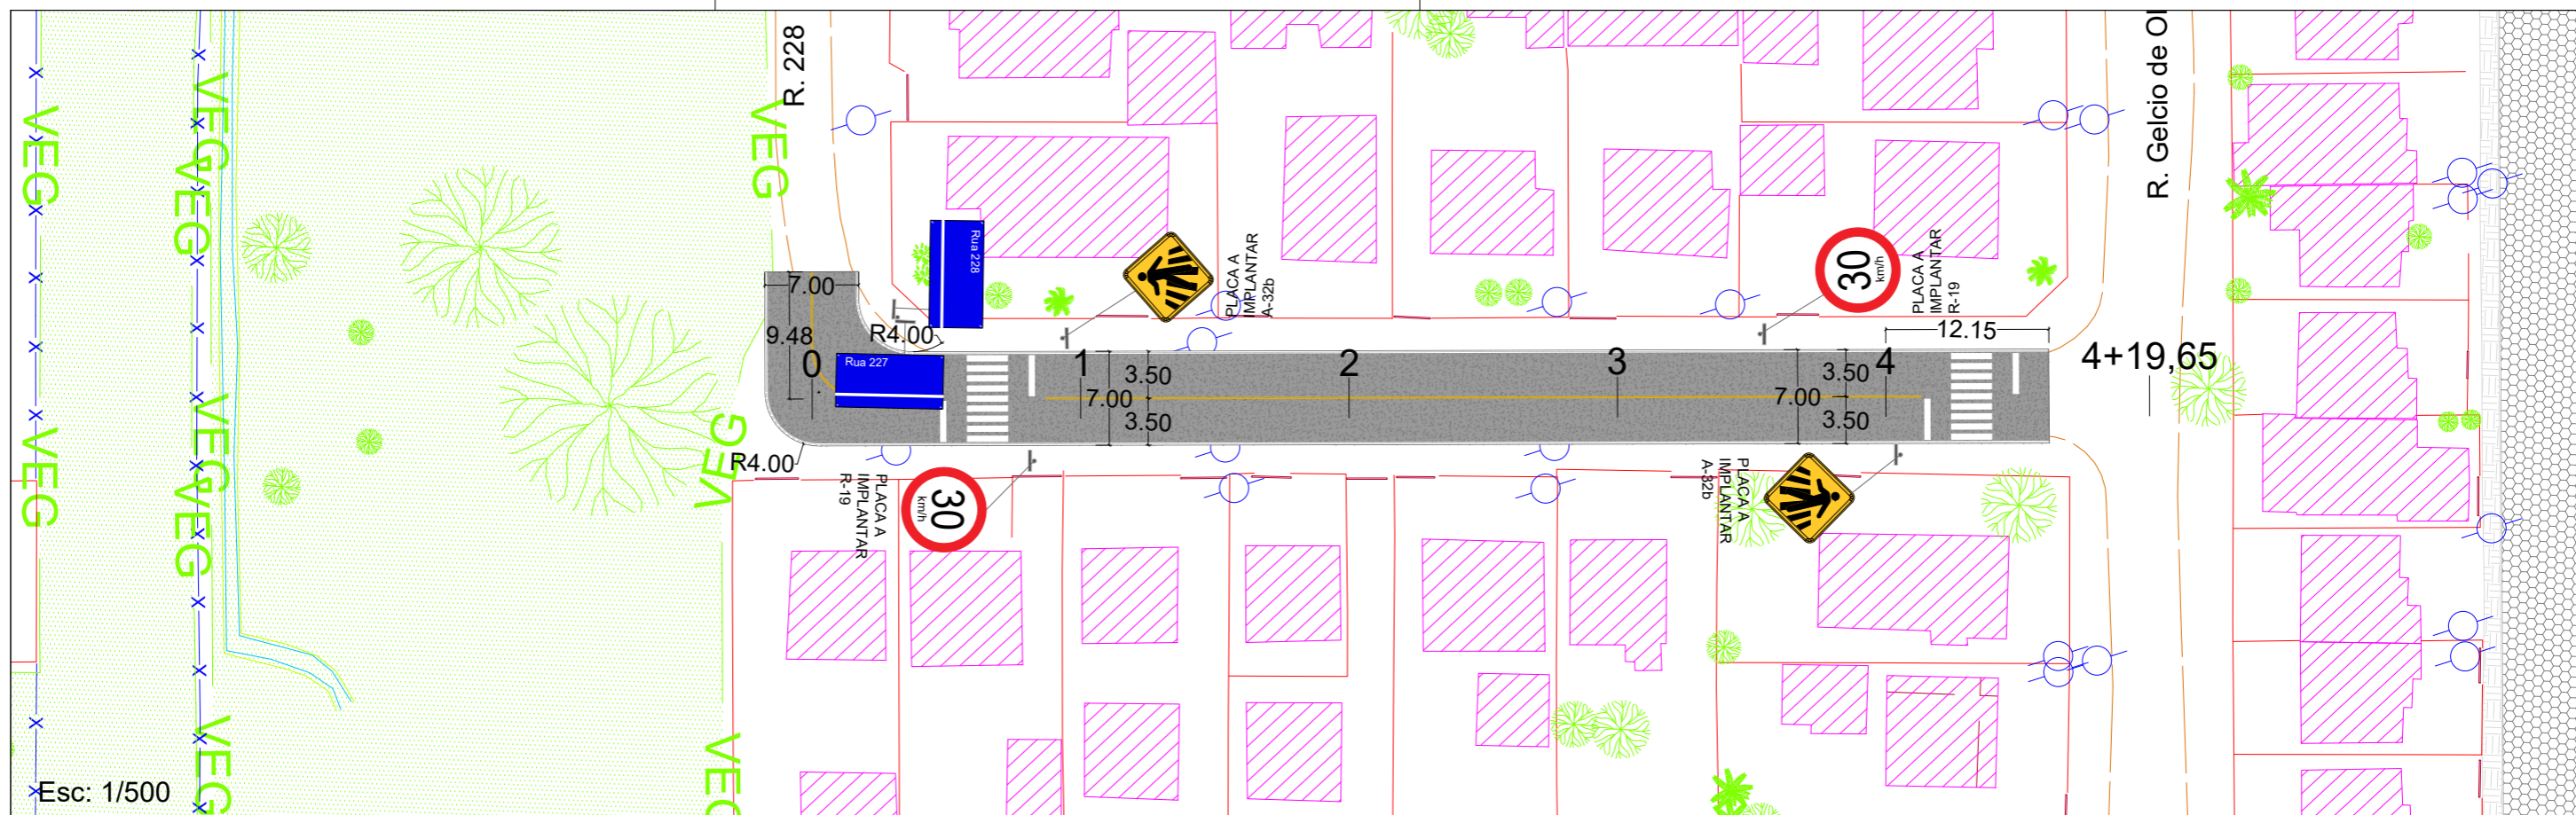 R. 228
R. Gelcio de Ol
VEG
VEG
VEG
VEG
Rua 228
PLACA A
IMPLANTAR
A-32b
30
km/h
PLACA A
IMPLANTAR
R-19
7.00
9.48
R4.00
12.15
0
Rua 227
1
2
3
4
4+19,65
3.50
7.00
3.50
3.50
7.00
3.50
R4.00
VEG
VEG
VEG
VEG
PLACA A
IMPLANTAR
R-19
30
km/h
PLACA A
IMPLANTAR
A-32b
VEG
VEG
Esc: 1/500